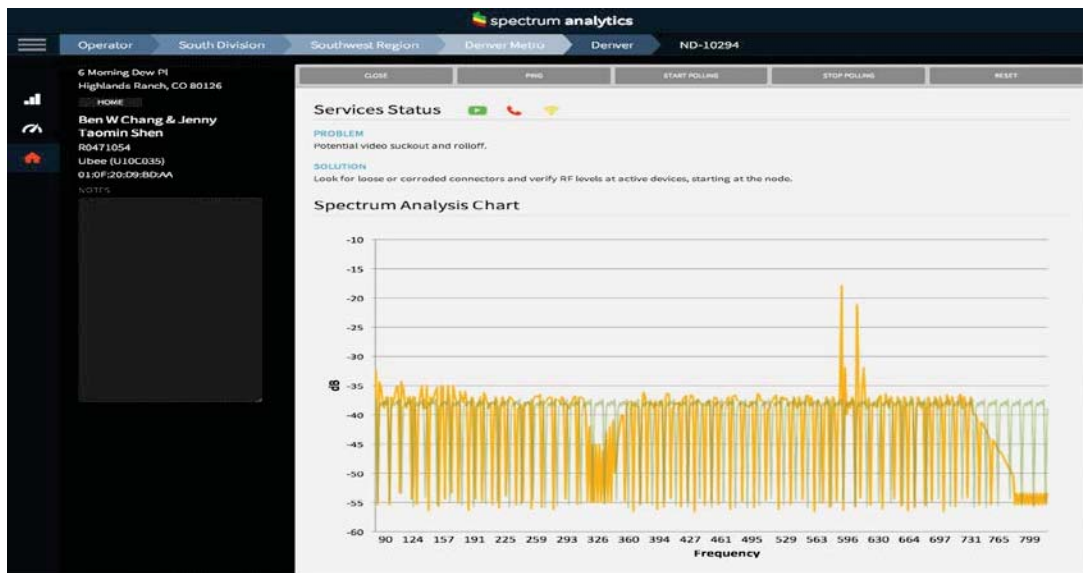 spectrum analytics
Operator South Division Southwest Region Denver Metro Denver ND-10294
6 Morning Dew Pl
Highlands Ranch, CO 80126
HOME
Ben W Chang & Jenny
Taomin Shen
R0471054
Ubee (U10C035)
01:0F:20:D9:BD:AA
NOTES
CLOSE PING START POLLING STOP POLLING RESET
Services Status
PROBLEM
Potential video suckout and rolloff.
SOLUTION
Look for loose or corroded connectors and verify RF levels at active devices, starting at the node.
Spectrum Analysis Chart
-10
-15
-20
-25
-30
-35
-40
-45
-50
-55
-60
dB
90 124 157 191 225 259 293 326 360 394 427 461 495 529 563 596 630 664 697 731 765 799
Frequency